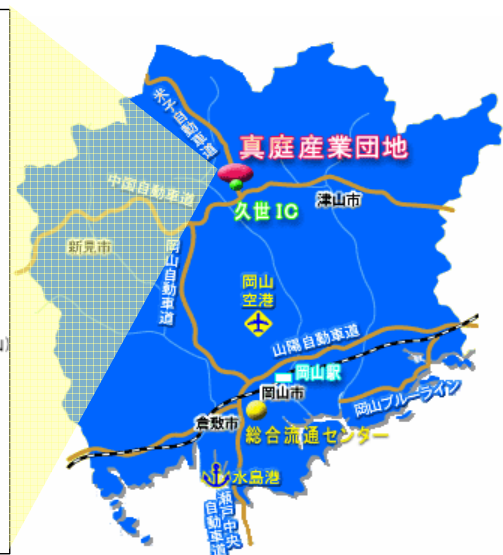 米子自動車道
真庭産業団地
中国自動車道
久世 IC
津山市
新見市
岡山自動車道
岡山
空港
山陽自動車道
岡山駅
岡山市
岡山ブルーライン
倉敷市
総合流通センター
水島港
瀬戸中央
自動車道